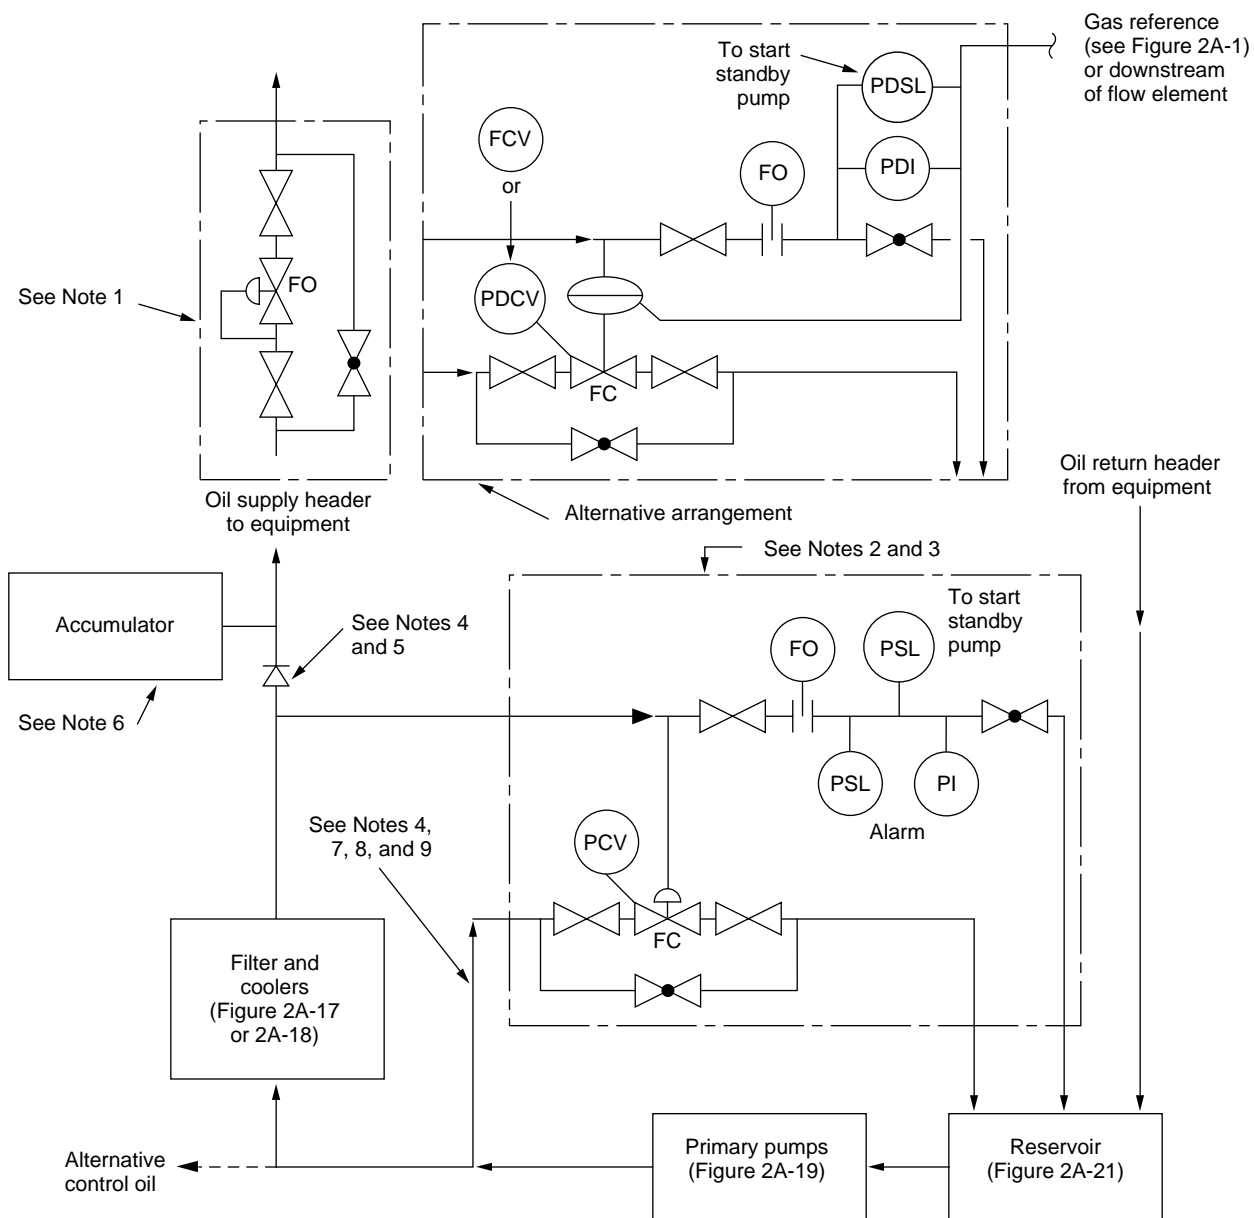 Gas reference
(see Figure 2A-1)
or downstream
of flow element
To start
standby
pump
PDSL
FCV
or
FO
PDI
See Note 1
FO
PDCV
FC
Oil supply header
to equipment
Alternative arrangement
Oil return header
from equipment
See Notes 2 and 3
Accumulator
See Notes 4
and 5
To start
standby
pump
FO
PSL
See Note 6
PSL
PI
Alarm
See Notes 4,
7, 8, and 9
PCV
FC
Filter and
coolers
(Figure 2A-17
or 2A-18)
Alternative
control oil
Primary pumps
(Figure 2A-19)
Reservoir
(Figure 2A-21)